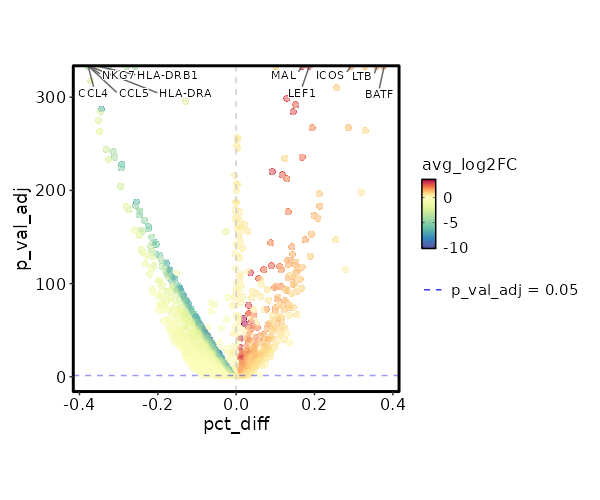 NKG7 HLA-DRB1 MAL ICOS LTB
CCL4 CCL5 HLA-DRA LEF1 BATF
300
200
100
0
p_val_adj
-0.4 -0.2 0.0 0.2 0.4
pct_diff
avg_log2FC
0
-5
-10
p_val_adj = 0.05